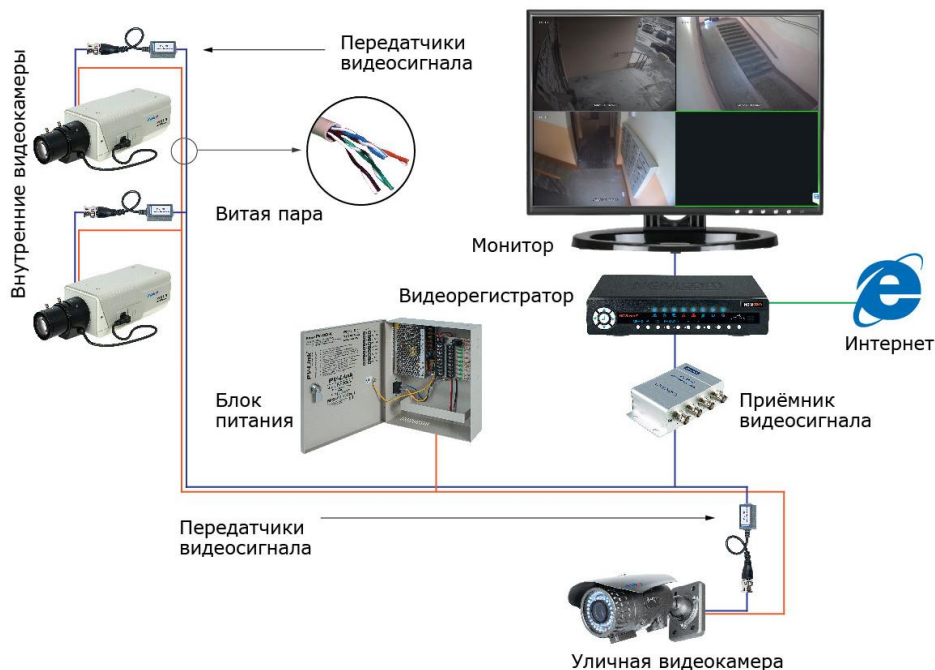 Передатчики
видеосигнала
Внутренние видеокамеры
Витая пара
Монитор
Видеорегистратор
Интернет
Блок
питания
Приёмник
видеосигнала
Передатчики
видеосигнала
Уличная видеокамера